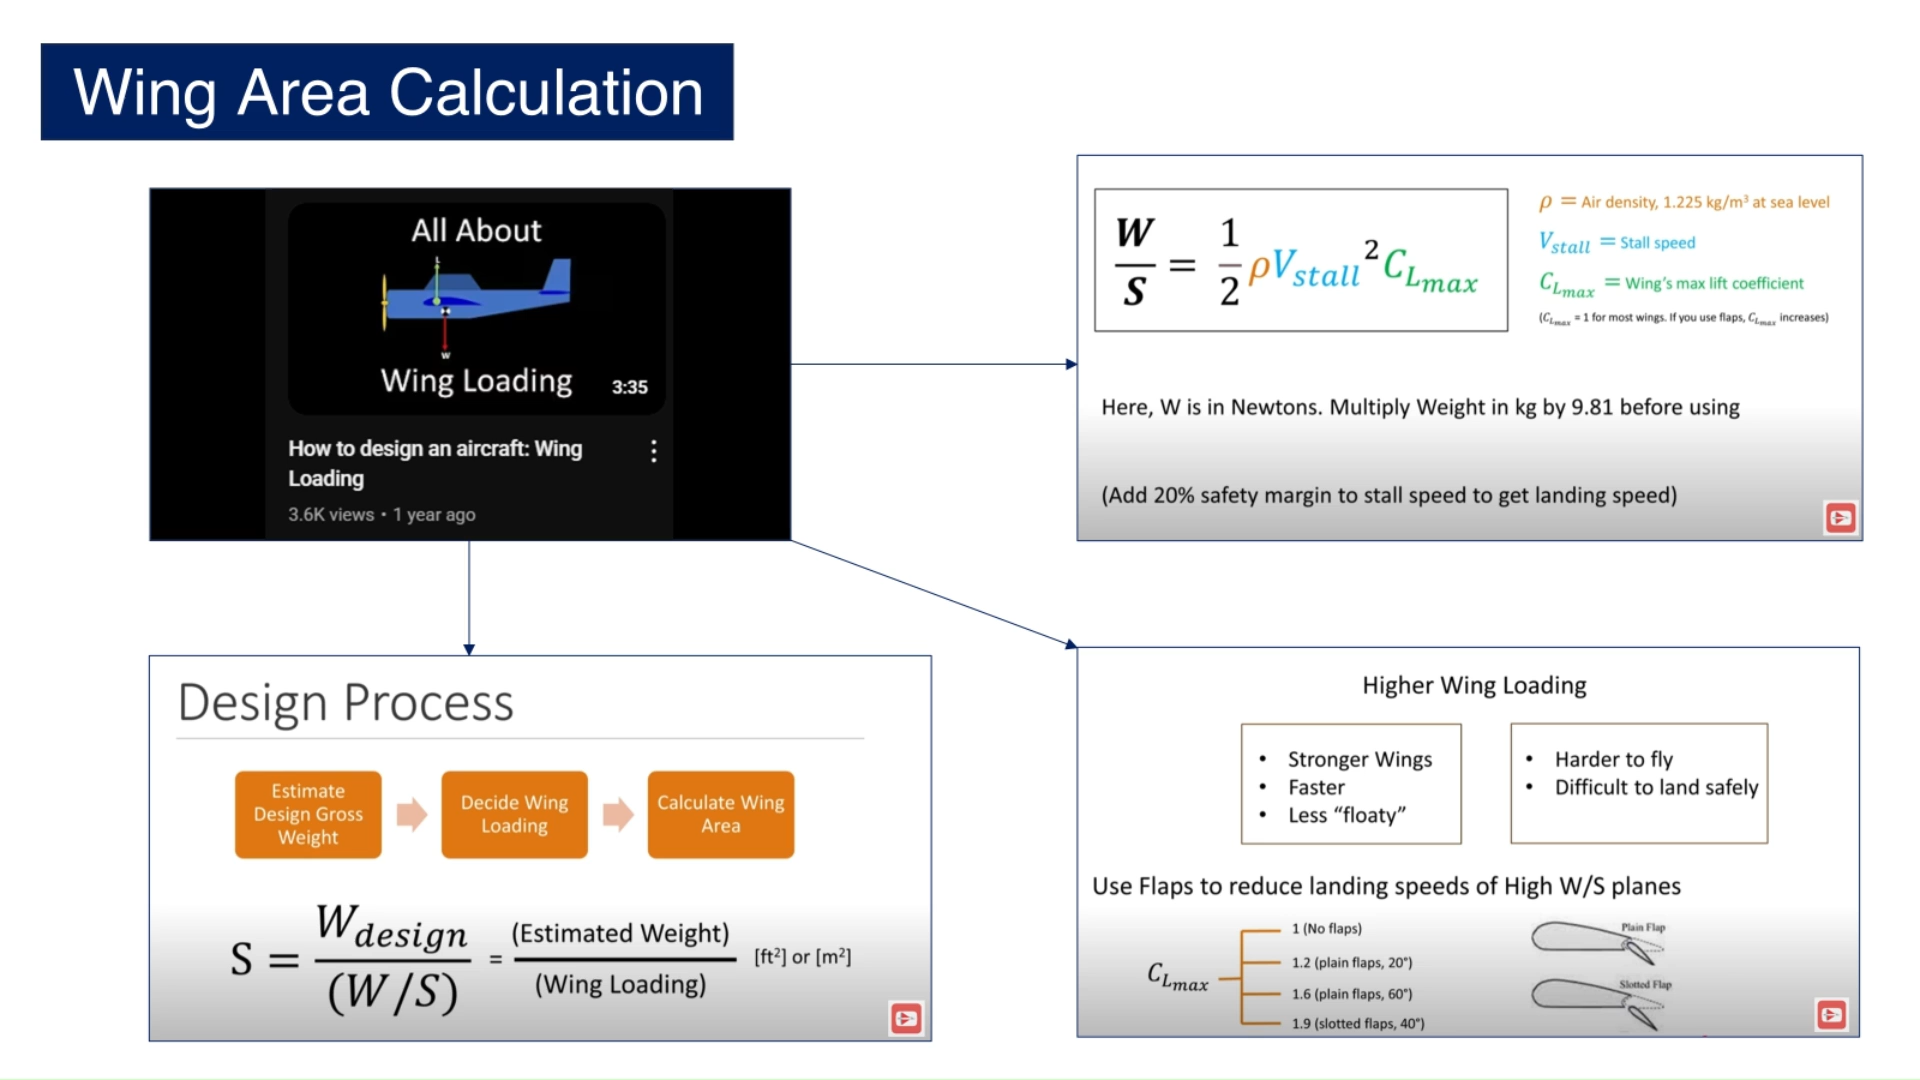 Wing Area Calculation
All About
L
W
Wing Loading
3:35
How to design an aircraft: Wing
Loading
3.6K views • 1 year ago
W/S = 1/2 ρV_stall² C_Lmax
ρ = Air density, 1.225 kg/m³ at sea level
V_stall = Stall speed
C_Lmax = Wing's max lift coefficient
(C_Lmax = 1 for most wings. If you use flaps, C_Lmax increases)
Here, W is in Newtons. Multiply Weight in kg by 9.81 before using
(Add 20% safety margin to stall speed to get landing speed)
Design Process
Estimate
Design Gross
Weight
Decide Wing
Loading
Calculate Wing
Area
S = W_design/(W/S) = (Estimated Weight)/(Wing Loading) [ft²] or [m²]
Higher Wing Loading
• Stronger Wings
• Faster
• Less “floaty”
• Harder to fly
• Difficult to land safely
Use Flaps to reduce landing speeds of High W/S planes
C_Lmax
1 (No flaps)
1.2 (plain flaps, 20°)
1.6 (plain flaps, 60°)
1.9 (slotted flaps, 40°)
Plain Flap
Slotted Flap